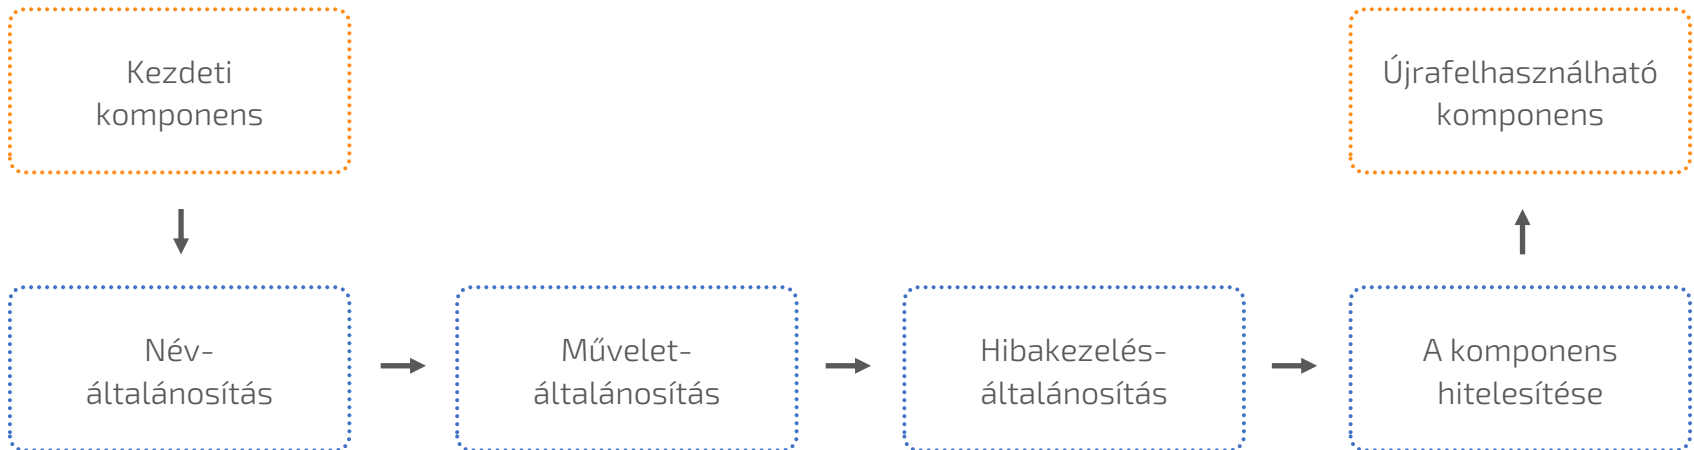 Kezdeti
komponens
Újrafelhasználható
komponens
Név-
általánosítás
Művelet-
általánosítás
Hibakezelés-
általánosítás
A komponens
hitelesítése